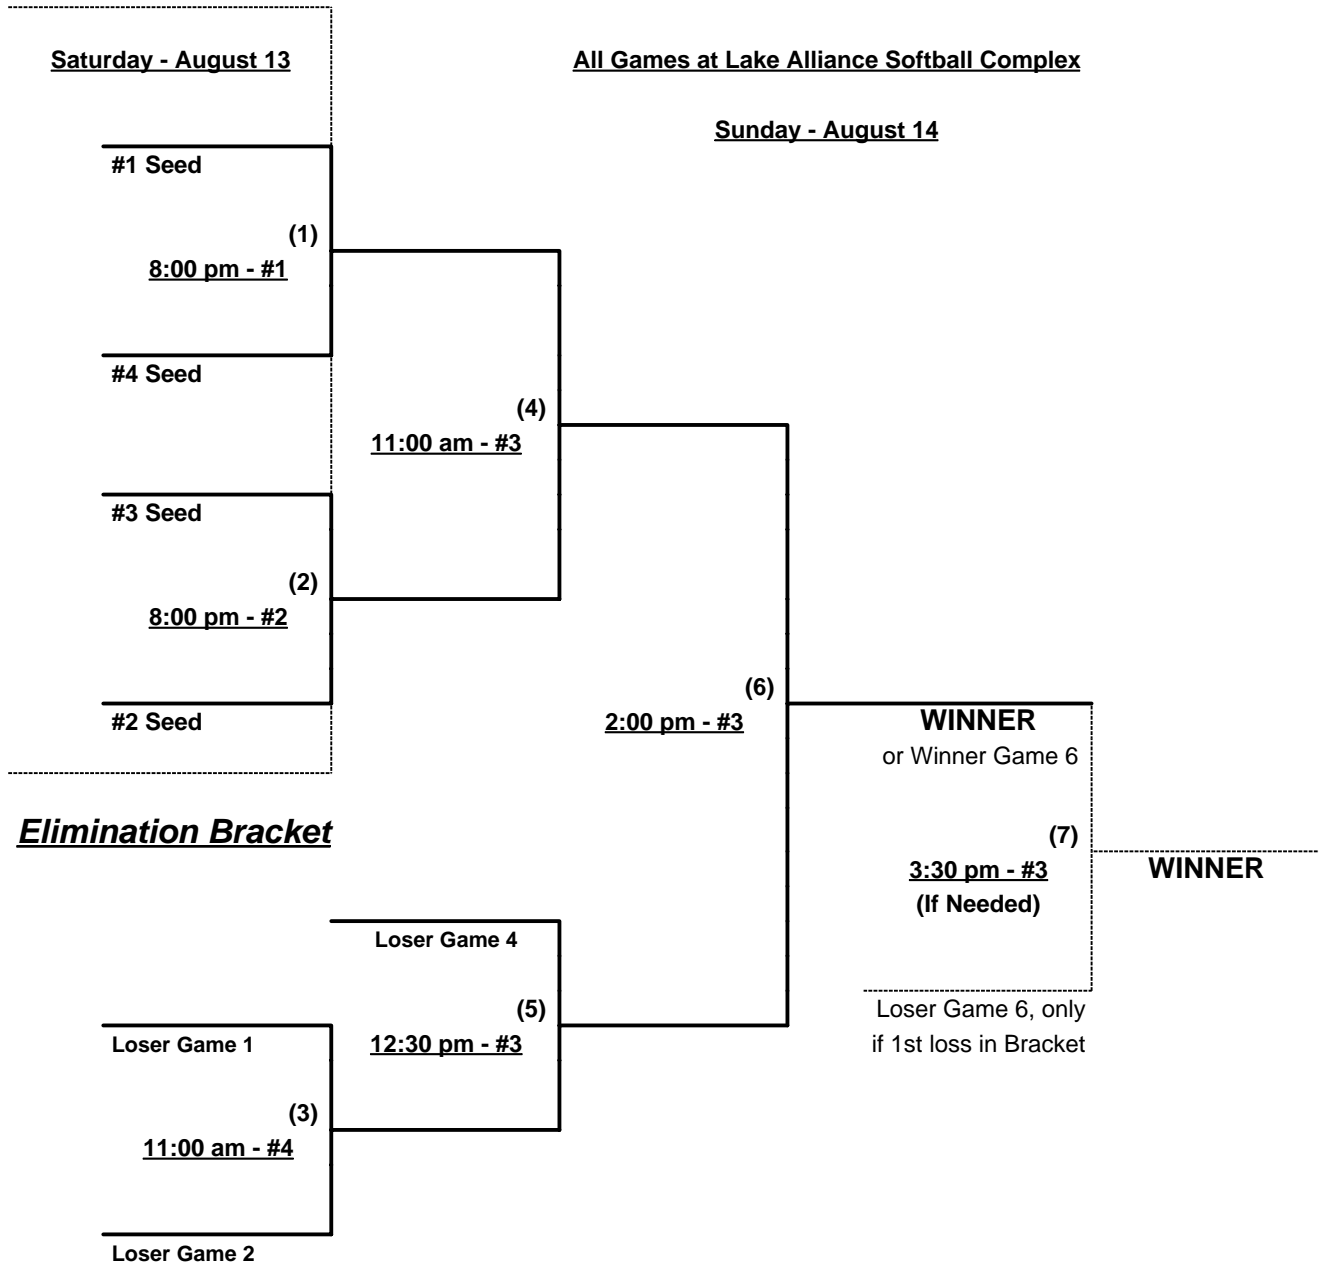 Saturday - August 13
All Games at Lake Alliance Softball Complex
Sunday - August 14
#1 Seed
(1)
8:00 pm - #1
#4 Seed
(4)
11:00 am - #3
#3 Seed
(2)
8:00 pm - #2
#2 Seed
(6)
2:00 pm - #3
WINNER
or Winner Game 6
Elimination Bracket
(7)
3:30 pm - #3
(If Needed)
WINNER
Loser Game 4
(5)
12:30 pm - #3
Loser Game 6, only
if 1st loss in Bracket
Loser Game 1
(3)
11:00 am - #4
Loser Game 2